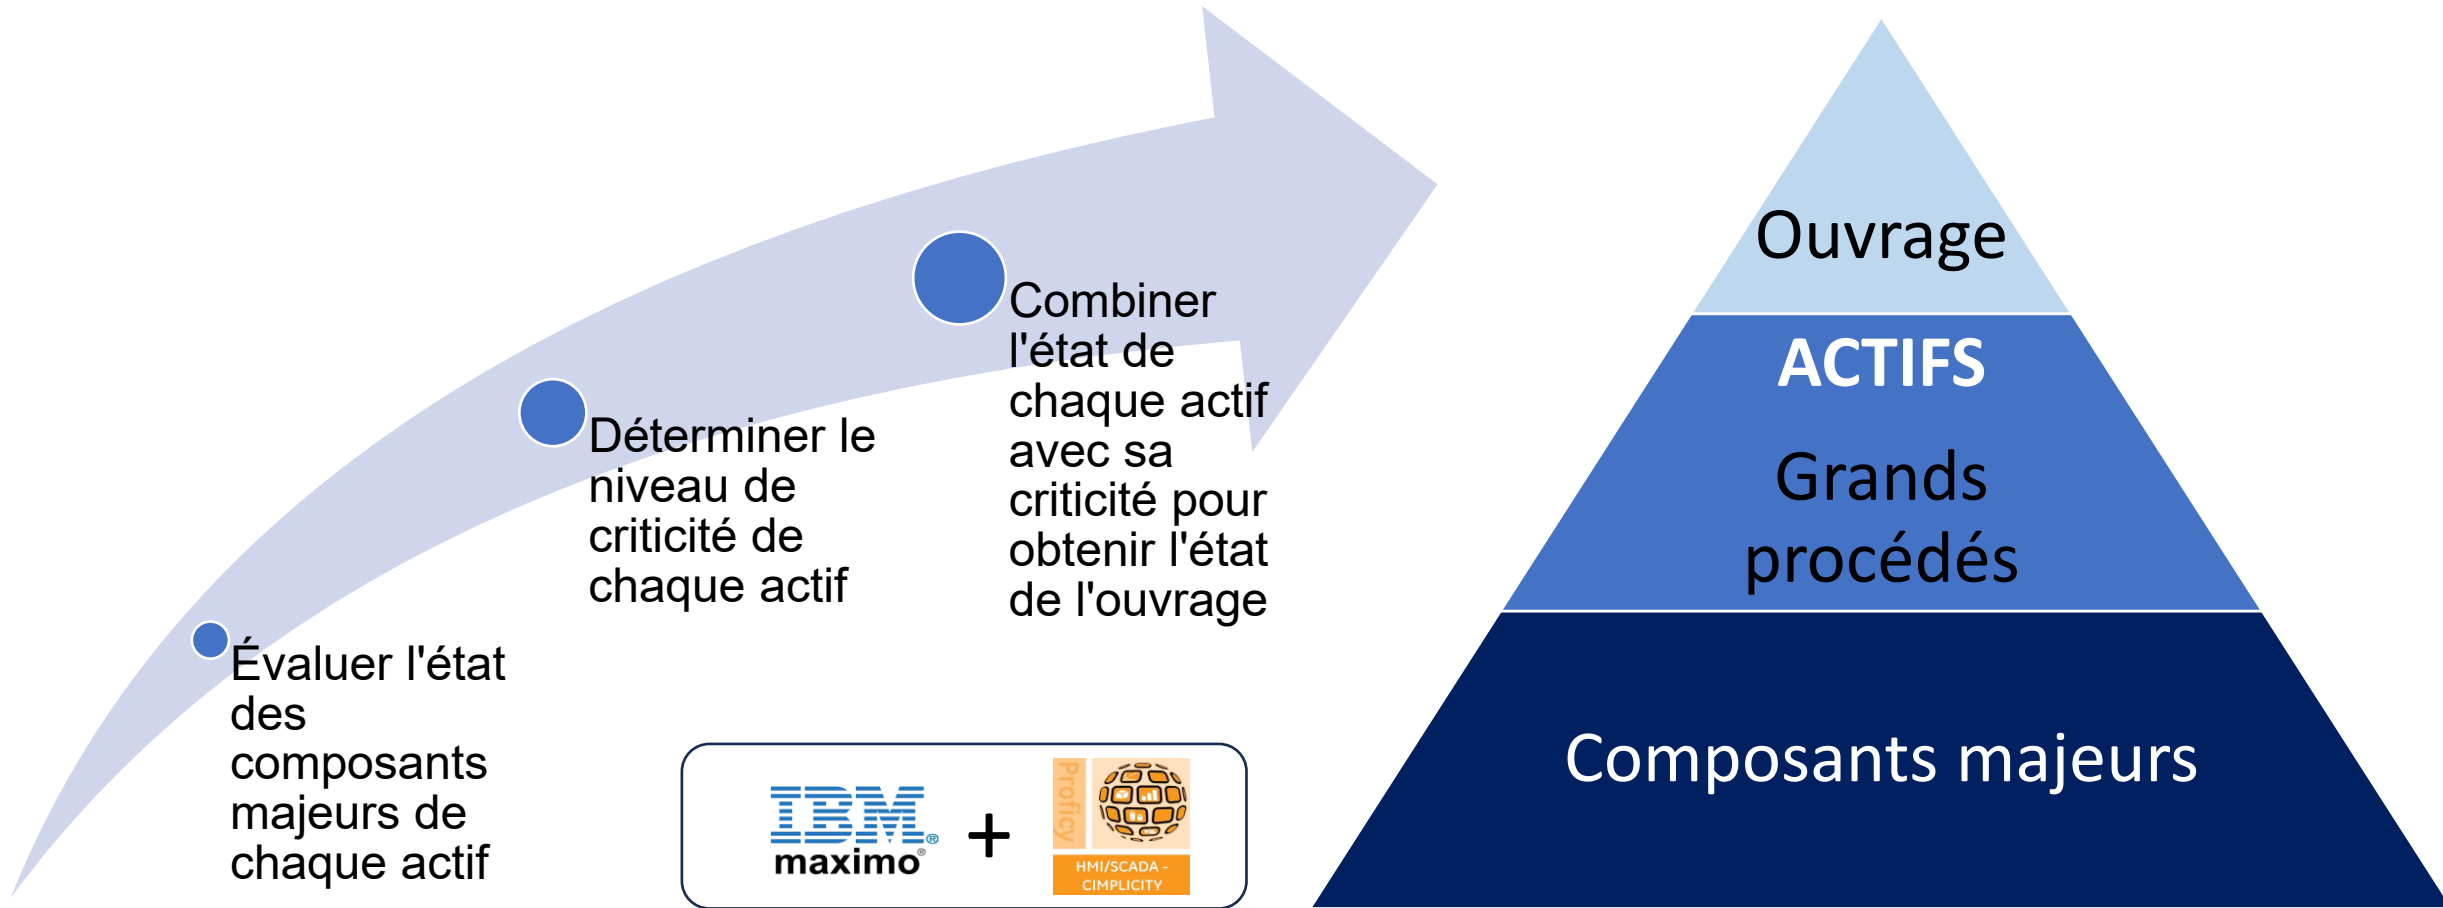 Évaluer l'état
des
composants
majeurs de
chaque actif
Déterminer le
niveau de
criticité de
chaque actif
Combiner
l'état de
chaque actif
avec sa
criticité pour
obtenir l'état
de l'ouvrage
IBM®
maximo®
+
Proficy
HMI/SCADA -
CIMPLICITY
Ouvrage
ACTIFS
Grands
procédés
Composants majeurs